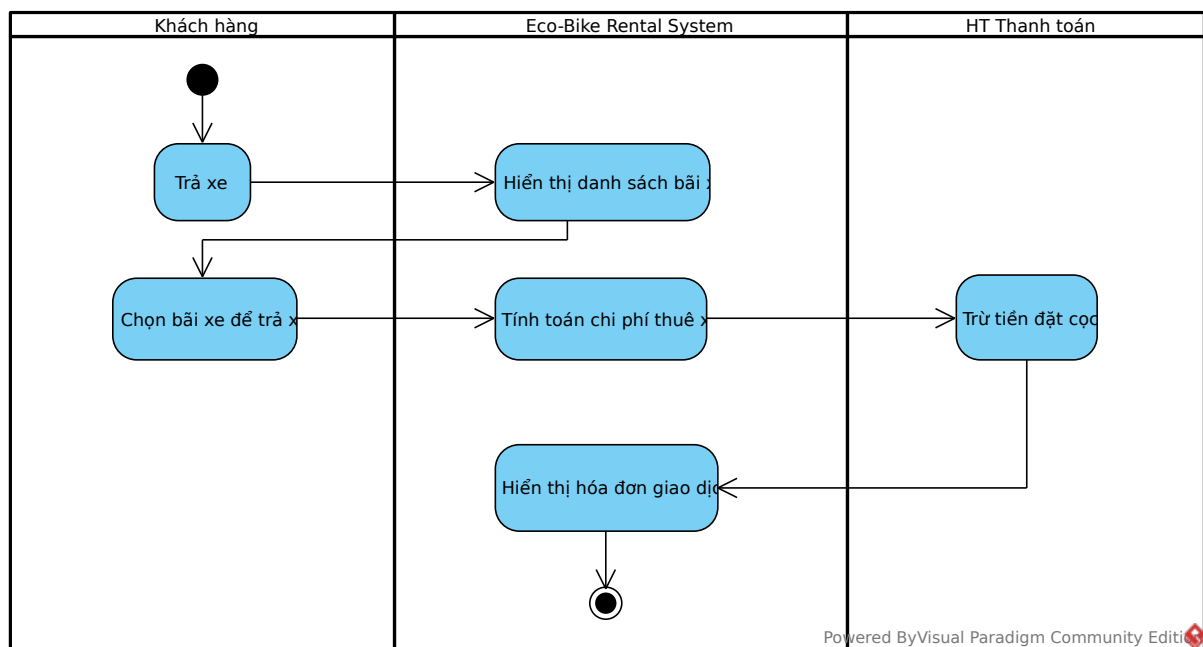 Khách hàng
Eco-Bike Rental System
HT Thanh toán
Trả xe
Hiển thị danh sách bãi
Chọn bãi xe để trả x
Tính toán chi phí thuê x
Trừ tiền đặt cọc
Hiển thị hóa đơn giao dịc
Powered ByVisual Paradigm Community Edition